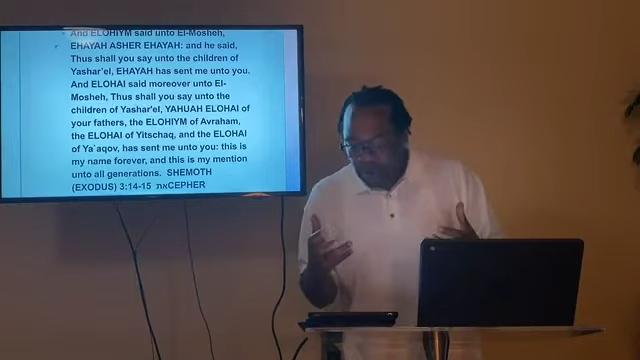 And ELOHIYM said unto El-Mosheh,
EHAYAH ASHER EHAYAH: and he said,
Thus shall you say unto the children of
Yashar'el, EHAYAH has sent me unto you.
And ELOHAI said moreover unto El-
Mosheh, Thus shall you say unto the
children of Yashar'el, YAHUAH ELOHAI of
your fathers, the ELOHIYM of Avraham,
the ELOHAI of Yitschaq, and the ELOHAI
of Ya`aqov, has sent me unto you: this is
my name forever, and this is my mention
unto all generations. SHEMOTH
(EXODUS) 3:14-15 את CEPHER